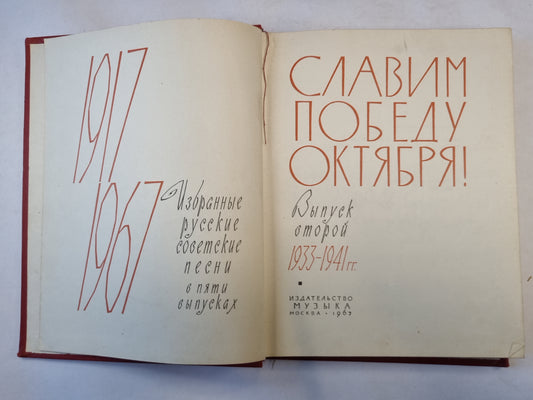 1917
1967
Избранные
русские
советские
песни
в пяти
выпусках
СЛАВИМ
ПОБЕДУ
ОКТЯБРЯ!
Выпуск
второй
1933-1941 гг.
ИЗДАТЕЛЬСТВО
МУЗЫКА
МОСКВА · 1967